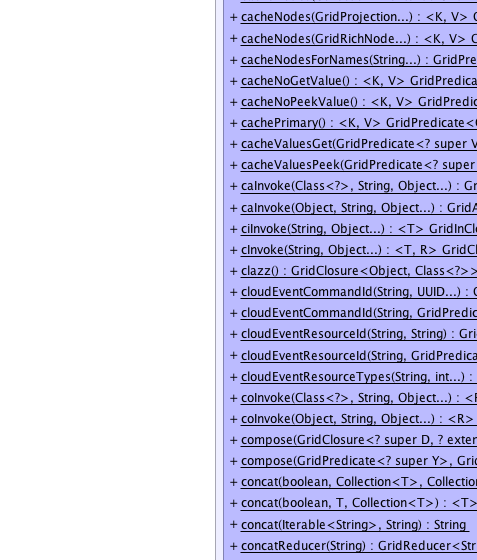 + cacheNodes(GridProjection...) : <K, V>
+ cacheNodes(GridRichNode...) : <K, V>
+ cacheNodesForNames(String...) : GridPre
+ cacheNoGetValue() : <K, V> GridPredica
+ cacheNoPeekValue() : <K, V> GridPredic
+ cachePrimary() : <K, V> GridPredicate<
+ cacheValuesGet(GridPredicate<? super V
+ cacheValuesPeek(GridPredicate<? super
+ caInvoke(Class<?>, String, Object...) : Gr
+ caInvoke(Object, String, Object...) : GridA
+ ciInvoke(String, Object...) : <T> GridInCl
+ cInvoke(String, Object...) : <T, R> GridCl
+ clazz() : GridClosure<Object, Class<?>>
+ cloudEventCommandId(String, UUID...) :
+ cloudEventCommandId(String, GridPredic
+ cloudEventResourceId(String, String) : Gri
+ cloudEventResourceId(String, GridPredica
+ cloudEventResourceTypes(String, int...) :
+ coInvoke(Class<?>, String, Object...) : <
+ coInvoke(Object, String, Object...) : <R>
+ compose(GridClosure<? super D, ? exter
+ compose(GridPredicate<? super Y>, Gri
+ concat(boolean, Collection<T>, Collection
+ concat(boolean, T, Collection<T>) : <T>
+ concat(Iterable<String>, String) : String
+ concatReducer(String) : GridReducer<Str